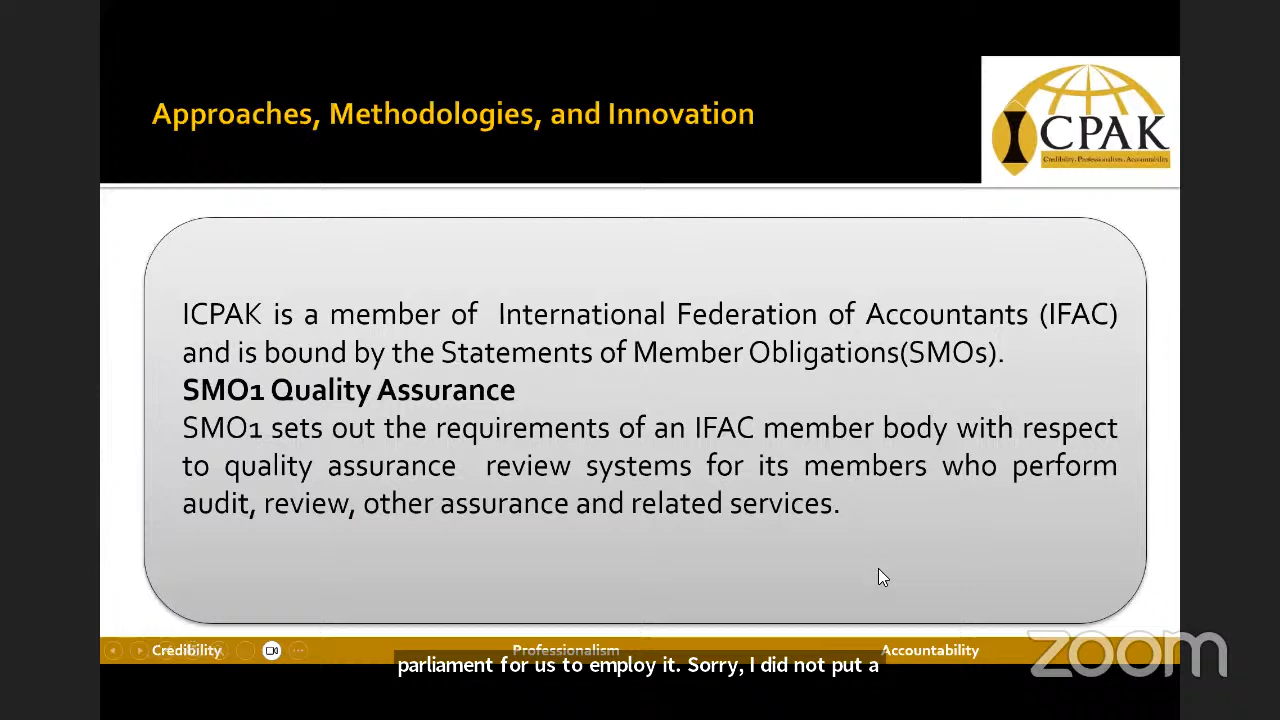 Approaches, Methodologies, and Innovation
ICPAK
Credibility. Professionalism. Accountability
ICPAK is a member of International Federation of Accountants (IFAC)
and is bound by the Statements of Member Obligations(SMOs).
SMO1 Quality Assurance
SMO1 sets out the requirements of an IFAC member body with respect
to quality assurance review systems for its members who perform
audit, review, other assurance and related services.
Credibility Professionalism Accountability
parliament for us to employ it. Sorry, I did not put a
zoom